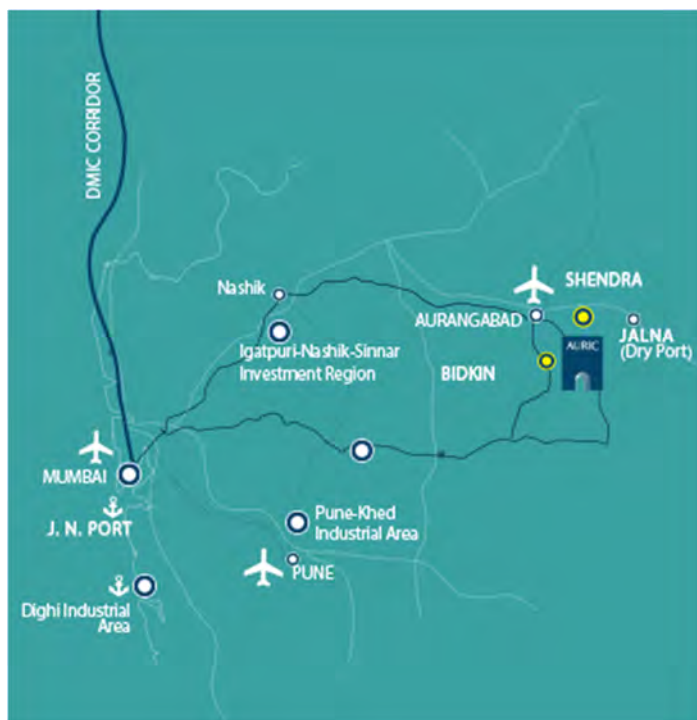 DMIC CORRIDOR
Nashik
SHENDRA
AURANGABAD
JALNA
(Dry Port)
AURIC
Igatpuri-Nashik-Sinnar
Investment Region
BIDKIN
MUMBAI
J. N. PORT
Pune-Khed
Industrial Area
PUNE
Dighi Industrial
Area